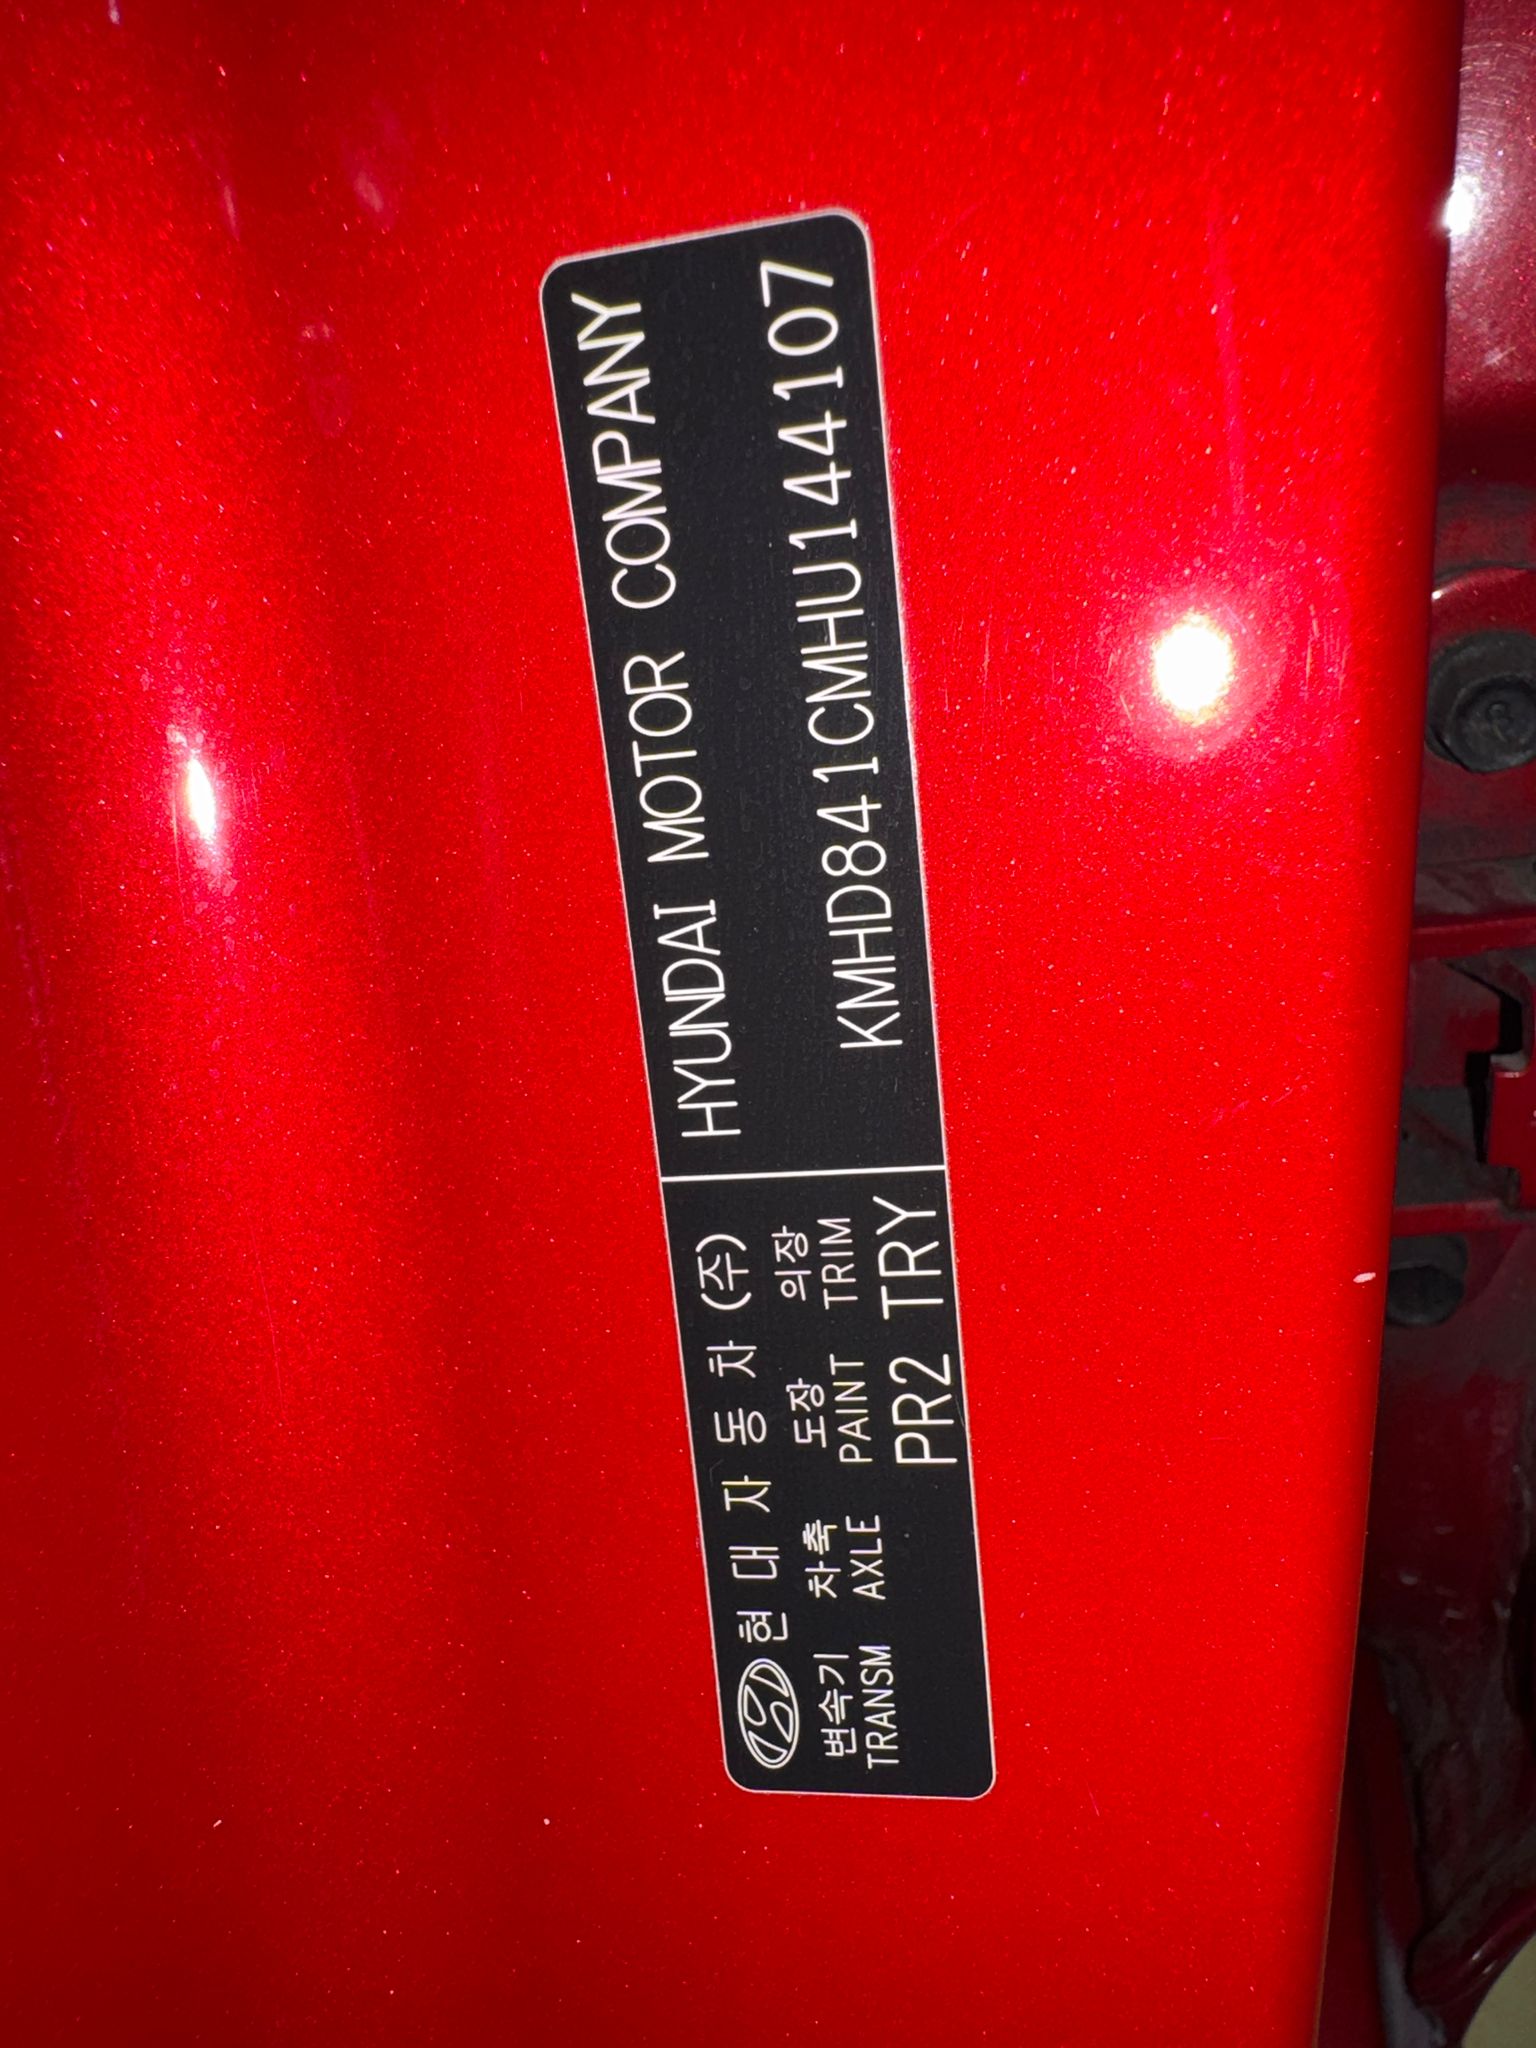 현대자동차(주)
변속기 차축 도장 의장
TRANSM AXLE PAINT TRIM
PR2 TRY
HYUNDAI MOTOR COMPANY
KMHD841CMHU144107